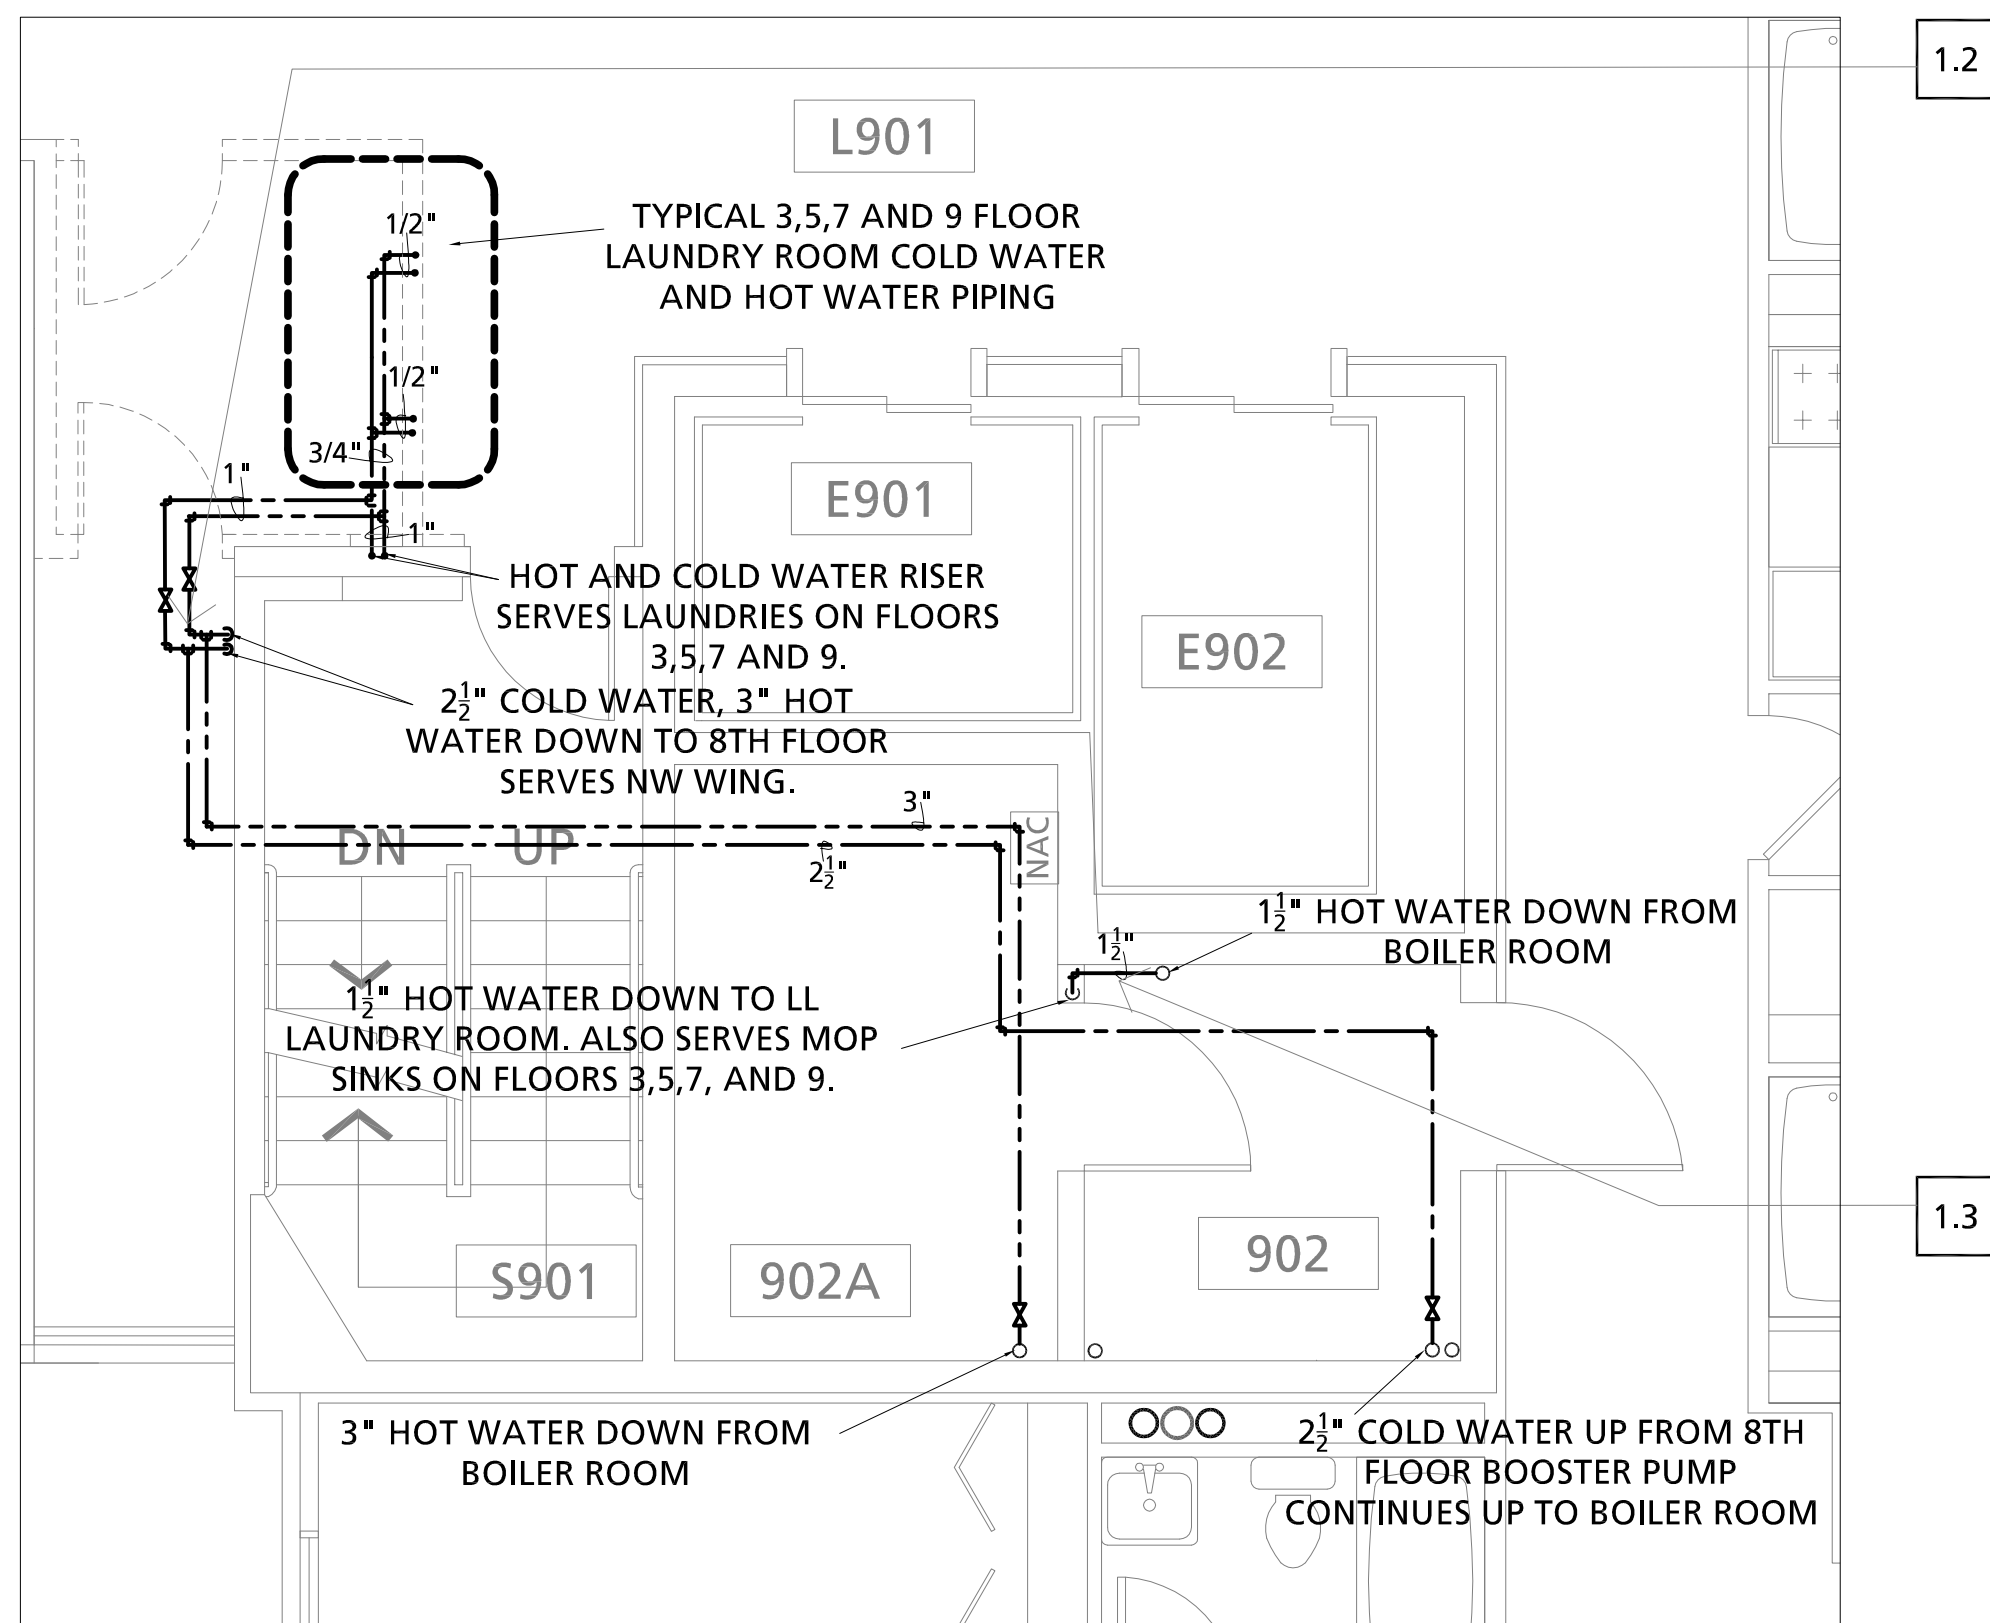 1.2
L901
1/2"
TYPICAL 3,5,7 AND 9 FLOOR
LAUNDRY ROOM COLD WATER
AND HOT WATER PIPING
1/2"
3/4"
1"
E901
1"
HOT AND COLD WATER RISER
SERVES LAUNDRIES ON FLOORS
3,5,7 AND 9.
E902
2½" COLD WATER, 3" HOT
WATER DOWN TO 8TH FLOOR
SERVES NW WING.
3"
DN
UP
NAC
2½"
1½" HOT WATER DOWN FROM
BOILER ROOM
1½"
1½" HOT WATER DOWN TO LL
LAUNDRY ROOM. ALSO SERVES MOP
SINKS ON FLOORS 3,5,7, AND 9.
1.3
902
S901
902A
3" HOT WATER DOWN FROM
BOILER ROOM
2½" COLD WATER UP FROM 8TH
FLOOR BOOSTER PUMP
CONTINUES UP TO BOILER ROOM